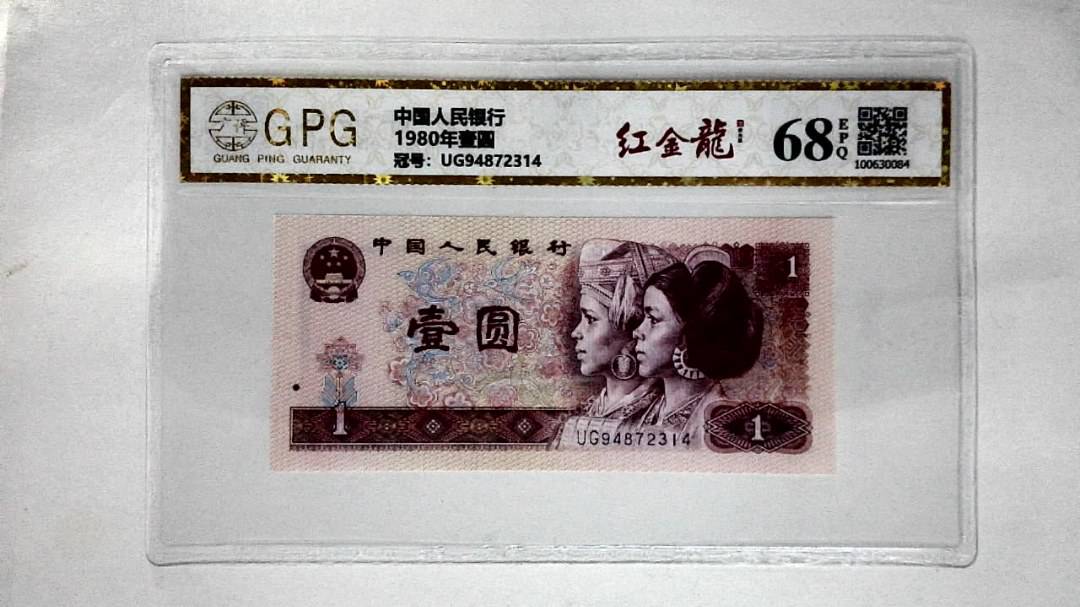 GPG
GUANG PING GUARANTY
中国人民银行
1980年壹圆
冠号：UG94872314
红金龍
68
EPQ
100630084
中国人民银行
1
壹圆
1
UG94872314
1